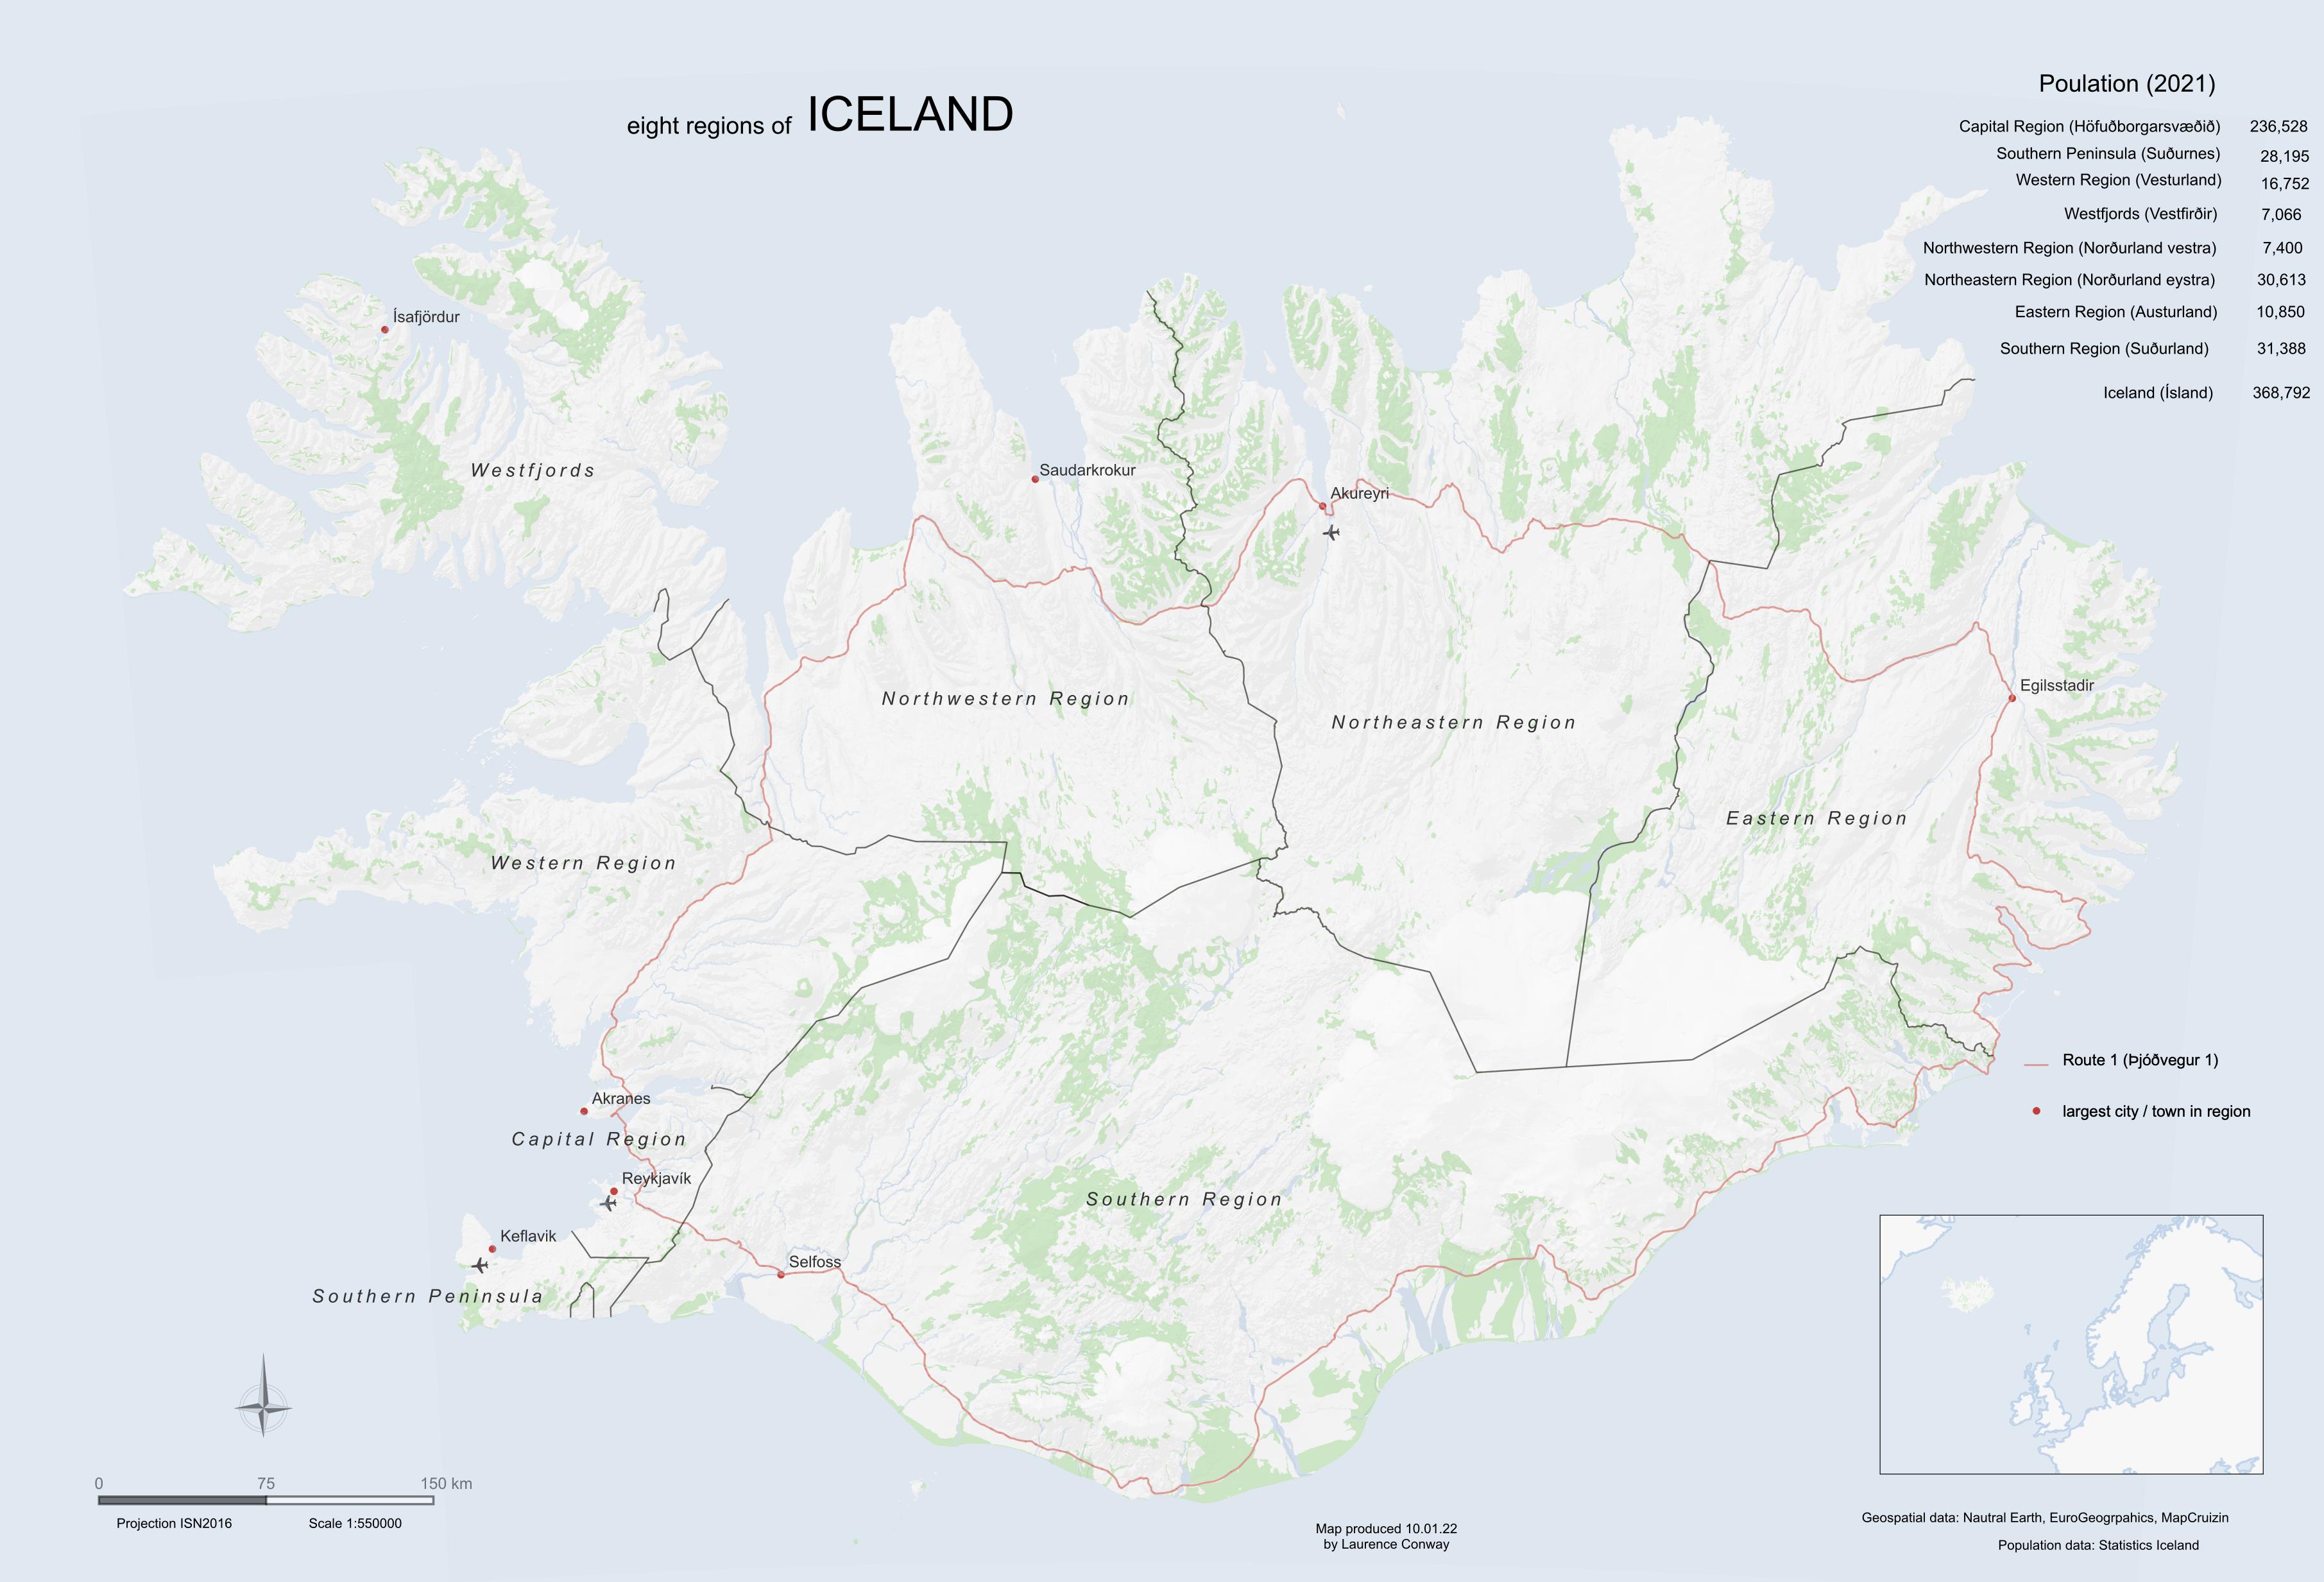 eight regions of ICELAND
Poulation (2021)
Capital Region (Höfuðborgarsvæðið) 236,528
Southern Peninsula (Suðurnes) 28,195
Western Region (Vesturland) 16,752
Westfjords (Vestfirðir) 7,066
Northwestern Region (Norðurland vestra) 7,400
Northeastern Region (Norðurland eystra) 30,613
Eastern Region (Austurland) 10,850
Southern Region (Suðurland) 31,388
Iceland (Ísland) 368,792
Ísafjördur
Westfjords
Saudarkrokur
Akureyri
Egilsstadir
Northwestern Region
Northeastern Region
Eastern Region
Western Region
Route 1 (Þjóðvegur 1)
largest city / town in region
Akranes
Capital Region
Reykjavík
Southern Region
Keflavik
Selfoss
Southern Peninsula
0 75 150 km
Projection ISN2016 Scale 1:550000
Map produced 10.01.22
by Laurence Conway
Geospatial data: Nautral Earth, EuroGeogrpahics, MapCruizin
Population data: Statistics Iceland